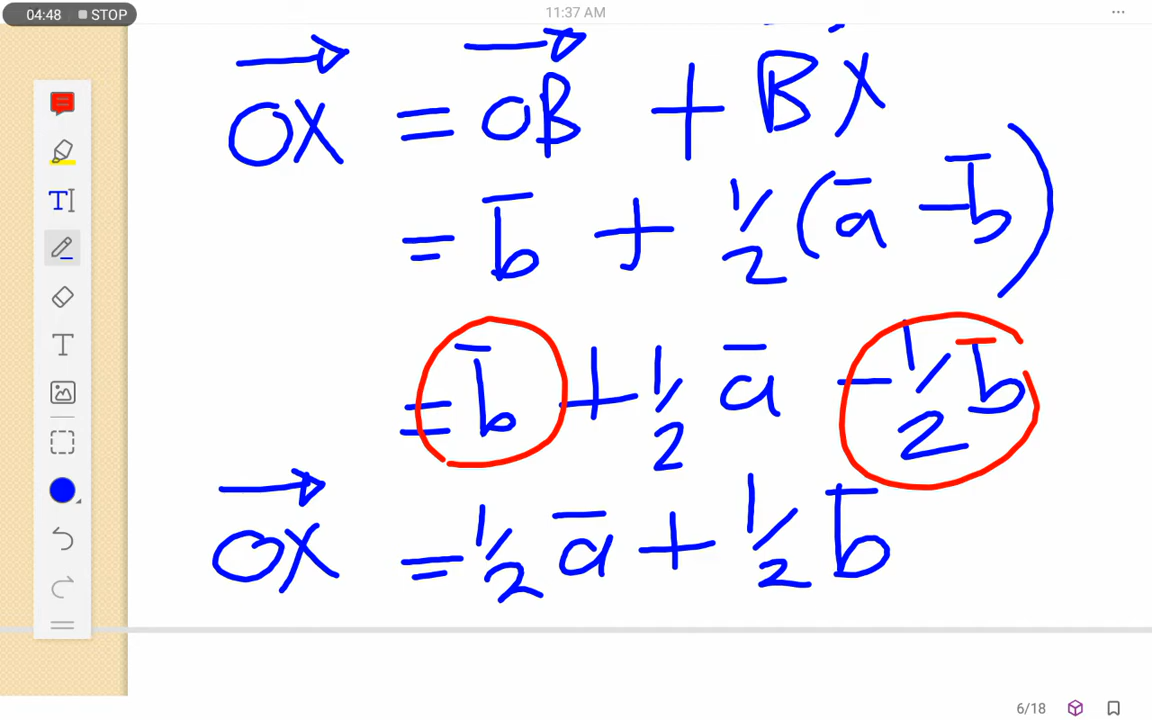 04:48 STOP
11:37 AM
→OX = →OB + BX
= b̄ + 1/2 (ā - b̄)
= b̄ + 1/2 ā - 1/2 b̄
→OX = 1/2 ā + 1/2 b̄
T
T
6/18